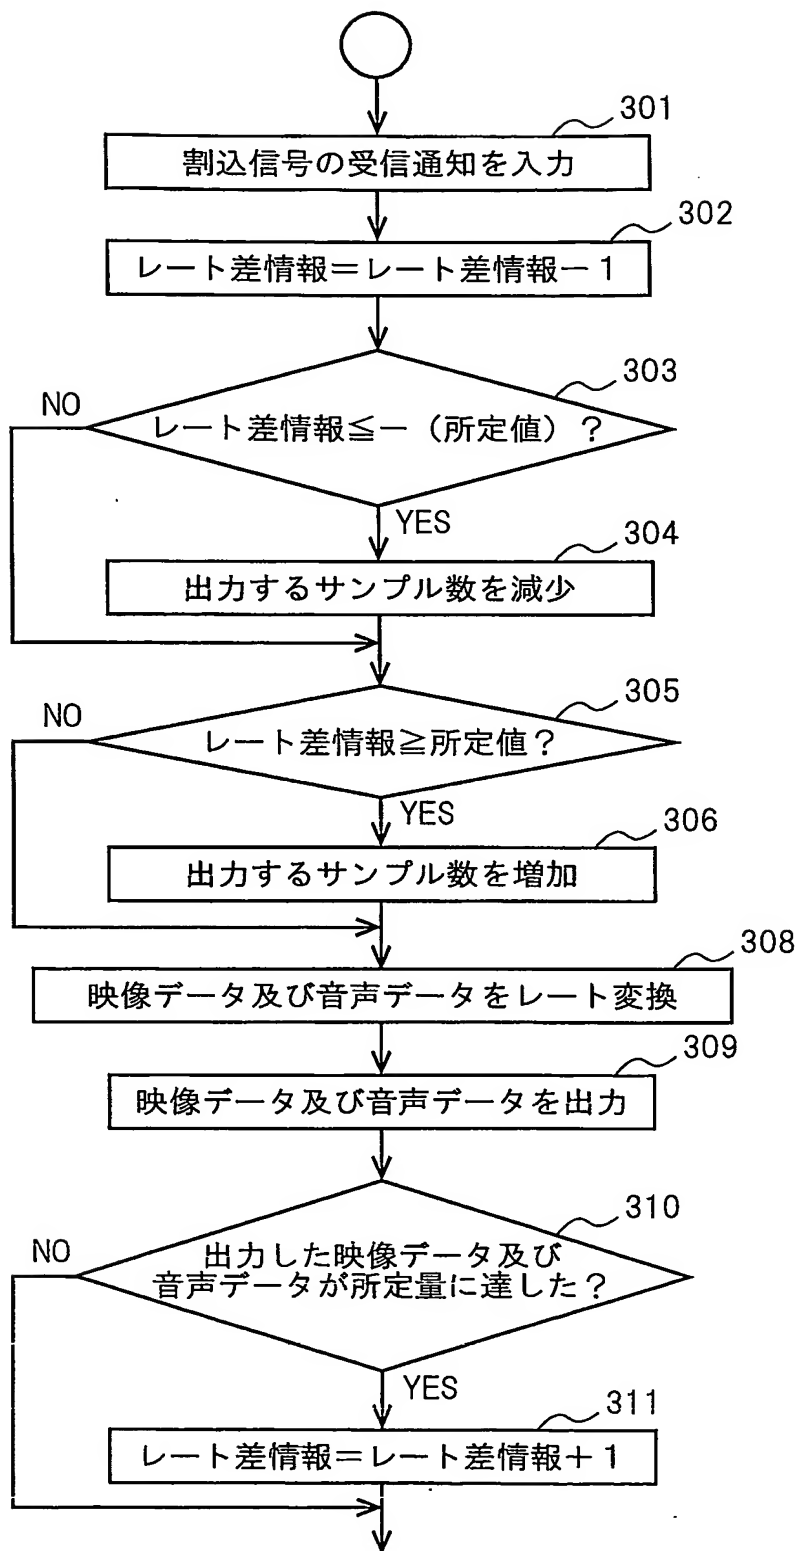 301
割込信号の受信通知を入力
302
レート差情報=レート差情報-1
303
NO
レート差情報≦-(所定値)?
YES
304
出力するサンプル数を減少
305
NO
レート差情報≧所定値?
YES
306
出力するサンプル数を増加
308
映像データ及び音声データをレート変換
309
映像データ及び音声データを出力
310
NO
出力した映像データ及び
音声データが所定量に達した?
YES
311
レート差情報=レート差情報+1